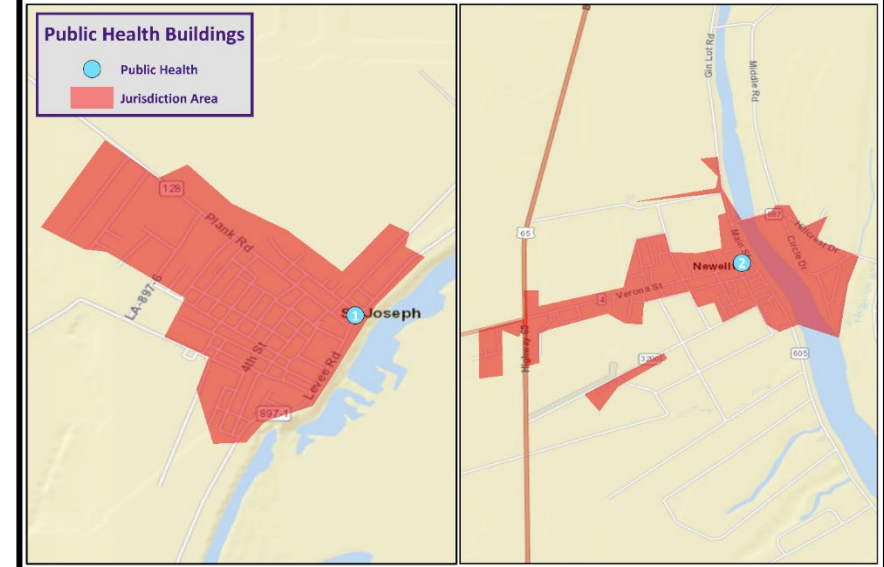 Public Health Buildings
Public Health
Jurisdiction Area
128
Plank Rd
LA-897-6
1
Joseph
4th St
Levee Rd
897-1
Gin Lot Rd
Middle Rd
65
887
Hillcrest Dr
Main St
Circle Dr
Newell
2
Verona St
4
Highway 65
605